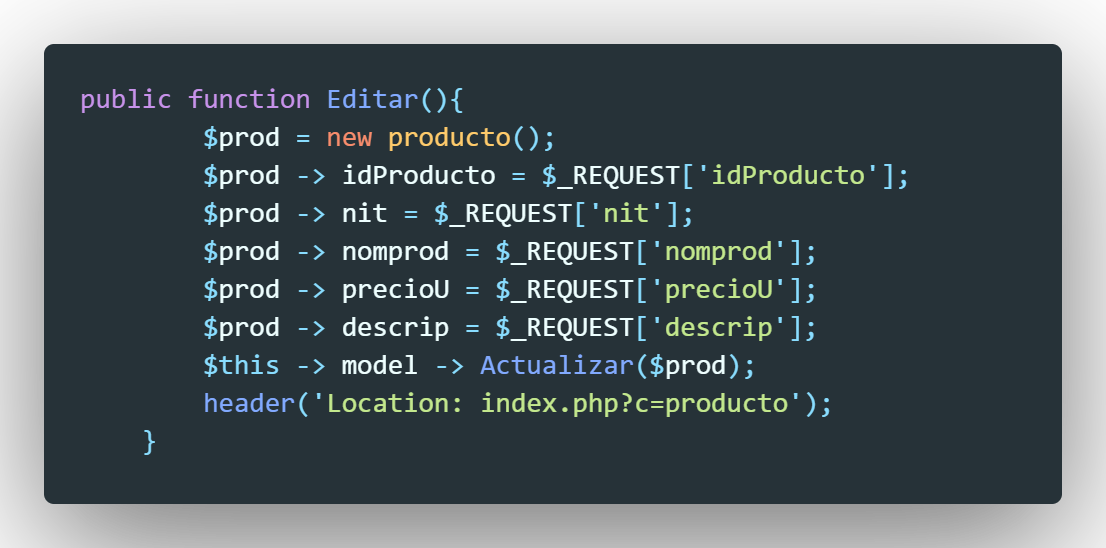 public function Editar(){
$prod = new producto();
$prod -> idProducto = $_REQUEST['idProducto'];
$prod -> nit = $_REQUEST['nit'];
$prod -> nomprod = $_REQUEST['nomprod'];
$prod -> precioU = $_REQUEST['precioU'];
$prod -> descrip = $_REQUEST['descrip'];
$this -> model -> Actualizar($prod);
header('Location: index.php?c=producto');
}